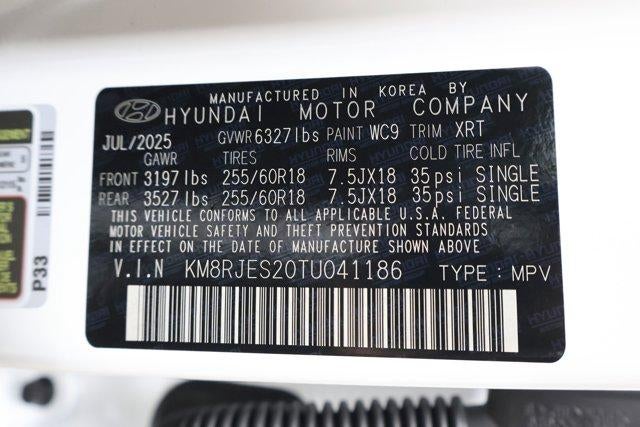 MANUFACTURED IN KOREA BY
HYUNDAI MOTOR COMPANY
JUL/2025 GVWR 6327lbs PAINT WC9 TRIM XRT
GAWR TIRES RIMS COLD TIRE INFL
FRONT 3197lbs 255/60R18 7.5JX18 35psi SINGLE
REAR 3527lbs 255/60R18 7.5JX18 35psi SINGLE
THIS VEHICLE CONFORMS TO ALL APPLICABLE U.S.A. FEDERAL
MOTOR VEHICLE SAFETY AND THEFT PREVENTION STANDARDS
IN EFFECT ON THE DATE OF MANUFACTURE SHOWN ABOVE.
V.I.N KM8RJES20TU041186 TYPE : MPV
P33